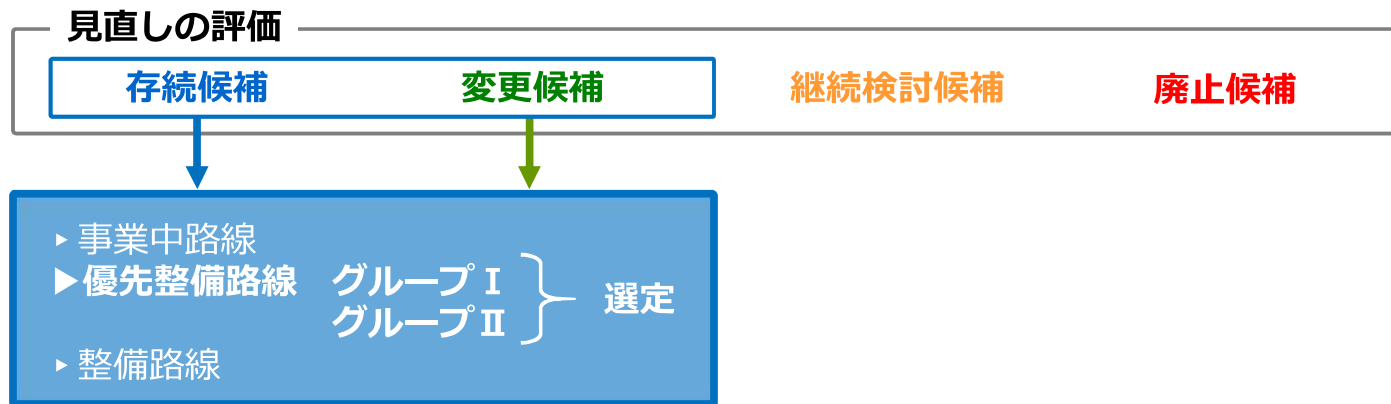 見直しの評価
存続候補 変更候補 継続検討候補 廃止候補
▶ 事業中路線
▶優先整備路線 グループⅠ
グループⅡ
選定
▶ 整備路線